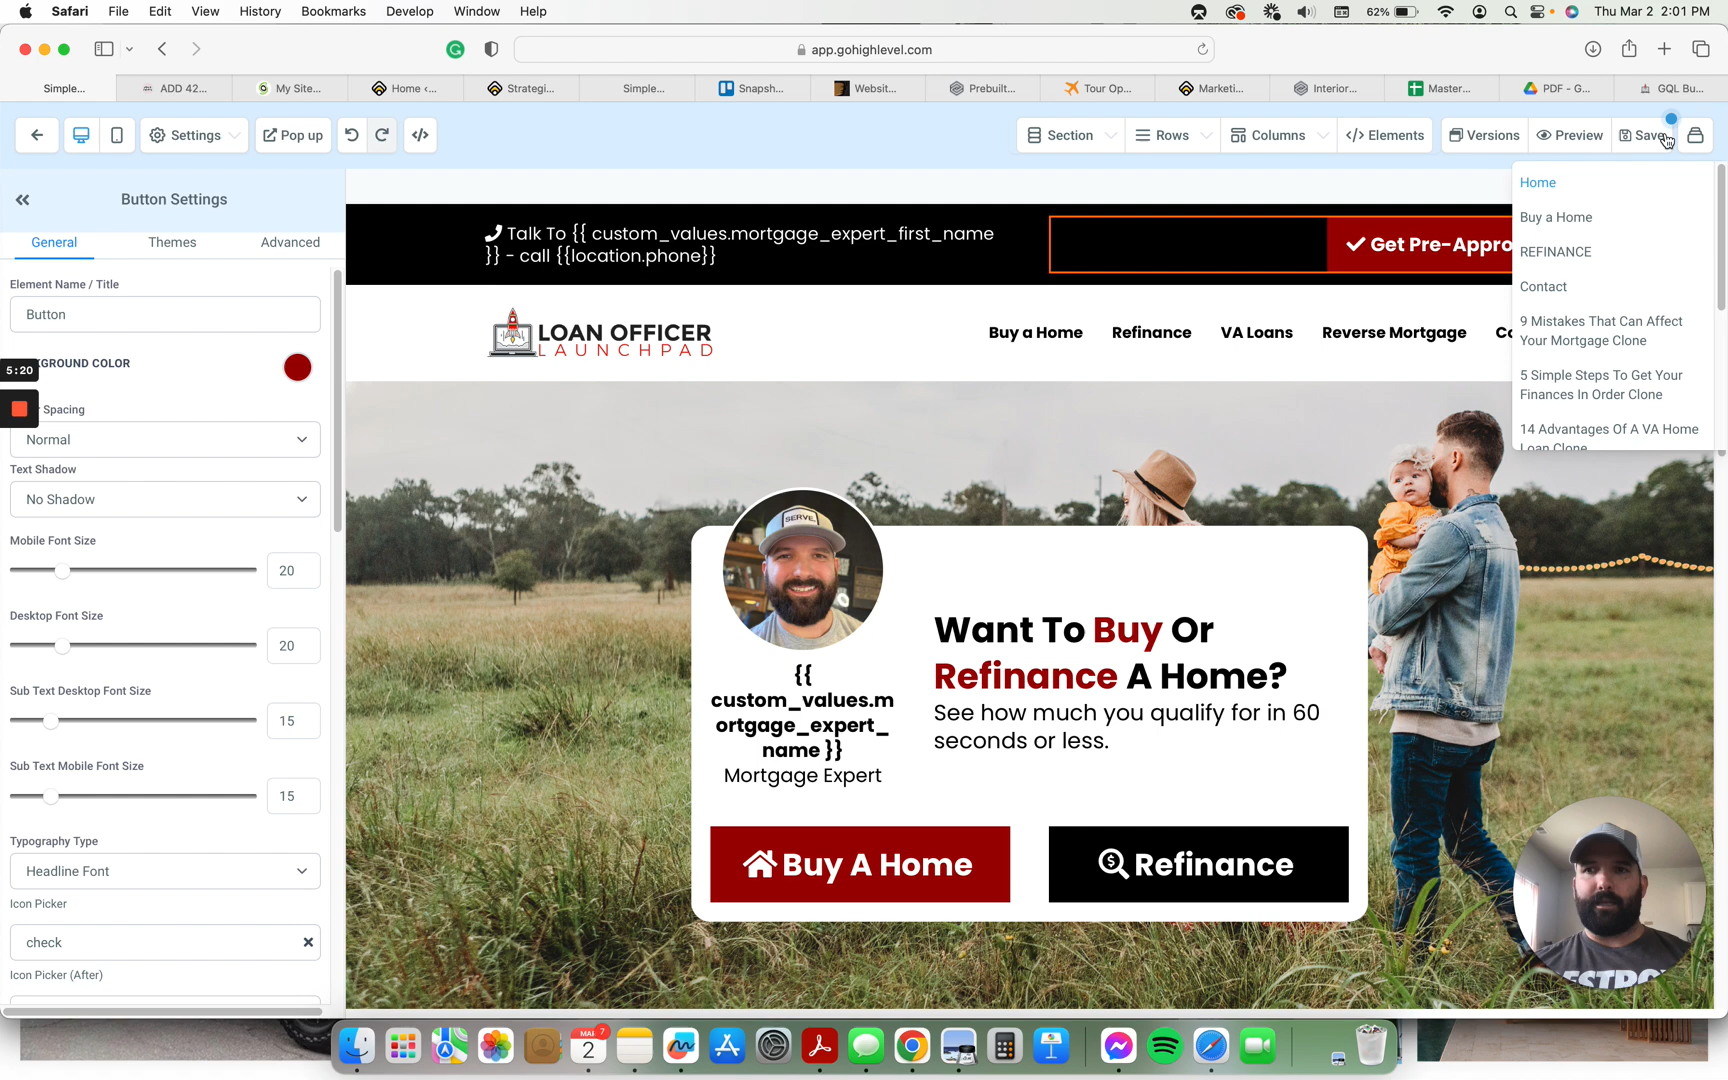 Safari File Edit View History Bookmarks Develop Window Help
62% Thu Mar 2 2:01 PM
app.gohighlevel.com
Simple... ADD 42... My Site... Home <... Strategi... Simple... Snapsh... Websit... Prebuilt... Tour Op... Marketi... Interior... Master... PDF - G... GQL Bu...
Settings Pop up </> Section Rows Columns </> Elements Versions Preview Save
Button Settings
General Themes Advanced
Element Name / Title
Button
GROUND COLOR
5:20
Spacing
Normal
Text Shadow
No Shadow
Mobile Font Size
20
Desktop Font Size
20
Sub Text Desktop Font Size
15
Sub Text Mobile Font Size
15
Typography Type
Headline Font
Icon Picker
check
Icon Picker (After)
Talk To {{ custom_values.mortgage_expert_first_name
}} - call {{location.phone}}
Get Pre-Appro
Home
Buy a Home
REFINANCE
Contact
9 Mistakes That Can Affect
Your Mortgage Clone
5 Simple Steps To Get Your
Finances In Order Clone
14 Advantages Of A VA Home
Loan Clone
LOAN OFFICER
LAUNCHPAD
Buy a Home Refinance VA Loans Reverse Mortgage Co
SERVE
{{
custom_values.m
ortgage_expert_
name }}
Mortgage Expert
Want To Buy Or
Refinance A Home?
See how much you qualify for in 60
seconds or less.
Buy A Home
Refinance
MAR 7
2